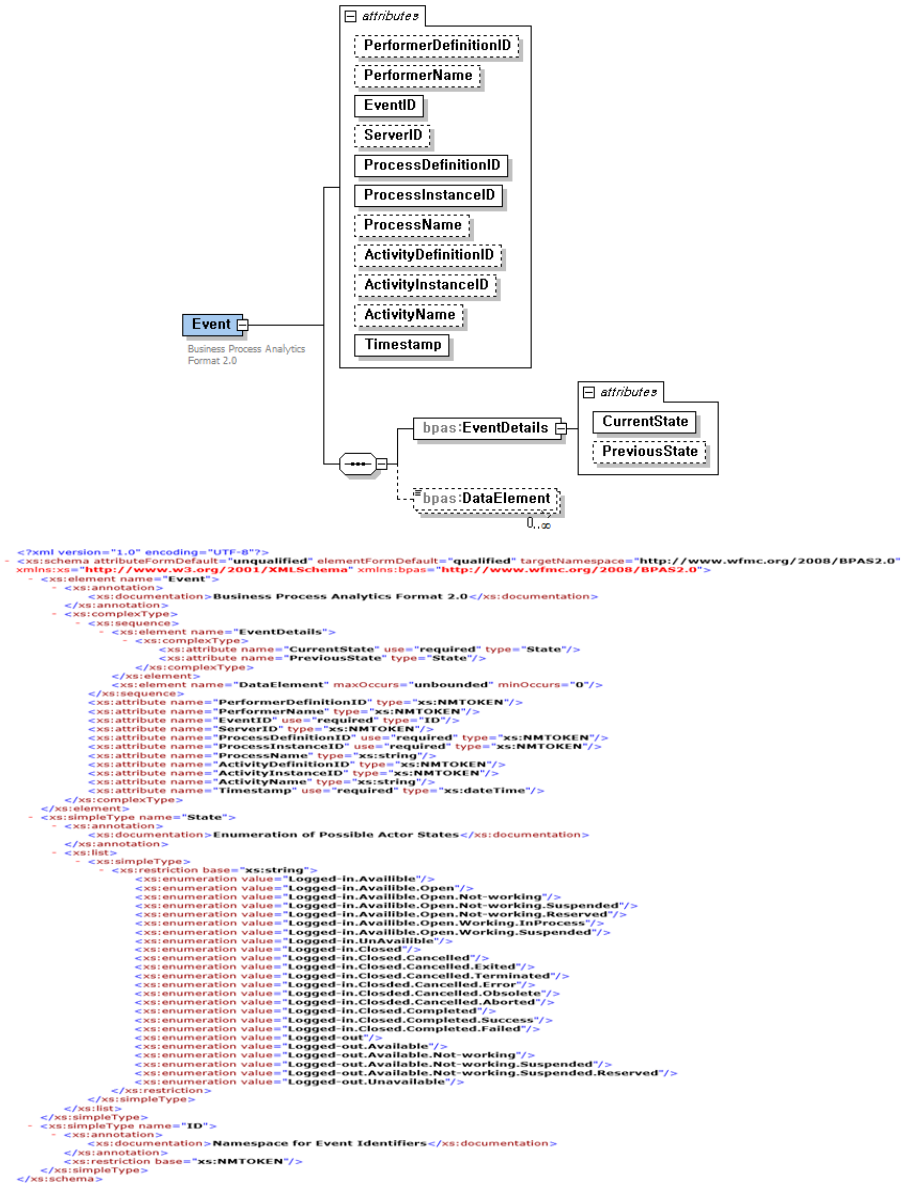 attributes
PerformerDefinitionID
PerformerName
EventID
ServerID
ProcessDefinitionID
ProcessInstanceID
ProcessName
ActivityDefinitionID
ActivityInstanceID
ActivityName
Timestamp
Event
Business Process Analytics
Format 2.0
attributes
bpas:EventDetails
CurrentState
PreviousState
bpas:DataElement
0..∞
<?xml version="1.0" encoding="UTF-8"?>
- <xs:schema attributeFormDefault="unqualified" elementFormDefault="qualified" targetNamespace="http://www.wfmc.org/2008/BPAS2.0"
xmlns:xs="http://www.w3.org/2001/XMLSchema" xmlns:bpas="http://www.wfmc.org/2008/BPAS2.0">
- <xs:element name="Event">
- <xs:annotation>
<xs:documentation>Business Process Analytics Format 2.0</xs:documentation>
</xs:annotation>
- <xs:complexType>
- <xs:sequence>
- <xs:element name="EventDetails">
- <xs:complexType>
<xs:attribute name="CurrentState" use="required" type="State"/>
<xs:attribute name="PreviousState" type="State"/>
</xs:complexType>
</xs:element>
<xs:element name="DataElement" maxOccurs="unbounded" minOccurs="0"/>
</xs:sequence>
<xs:attribute name="PerformerDefinitionID" type="xs:NMTOKEN"/>
<xs:attribute name="PerformerName" type="xs:NMTOKEN"/>
<xs:attribute name="EventID" use="required" type="ID"/>
<xs:attribute name="ServerID" type="xs:NMTOKEN"/>
<xs:attribute name="ProcessDefinitionID" use="required" type="xs:NMTOKEN"/>
<xs:attribute name="ProcessInstanceID" use="required" type="xs:NMTOKEN"/>
<xs:attribute name="ProcessName" type="xs:string"/>
<xs:attribute name="ActivityDefinitionID" type="xs:NMTOKEN"/>
<xs:attribute name="ActivityInstanceID" type="xs:NMTOKEN"/>
<xs:attribute name="ActivityName" type="xs:string"/>
<xs:attribute name="Timestamp" use="required" type="xs:dateTime"/>
</xs:complexType>
</xs:element>
- <xs:simpleType name="State">
- <xs:annotation>
<xs:documentation>Enumeration of Possible Actor States</xs:documentation>
</xs:annotation>
- <xs:list>
- <xs:simpleType>
- <xs:restriction base="xs:string">
<xs:enumeration value="Logged-in.Availible"/>
<xs:enumeration value="Logged-in.Availible.Open"/>
<xs:enumeration value="Logged-in.Availible.Open.Not-working"/>
<xs:enumeration value="Logged-in.Availible.Open.Not-working.Suspended"/>
<xs:enumeration value="Logged-in.Availible.Open.Not-working.Reserved"/>
<xs:enumeration value="Logged-in.Availible.Open.Working.InProcess"/>
<xs:enumeration value="Logged-in.Availible.Open.Working.Suspended"/>
<xs:enumeration value="Logged-in.UnAvailible"/>
<xs:enumeration value="Logged-in.Closed"/>
<xs:enumeration value="Logged-in.Closed.Cancelled"/>
<xs:enumeration value="Logged-in.Closed.Cancelled.Exited"/>
<xs:enumeration value="Logged-in.Closed.Cancelled.Terminated"/>
<xs:enumeration value="Logged-in.Closded.Cancelled.Error"/>
<xs:enumeration value="Logged-in.Closded.Cancelled.Obsolete"/>
<xs:enumeration value="Logged-in.Closed.Cancelled.Aborted"/>
<xs:enumeration value="Logged-in.Closed.Completed"/>
<xs:enumeration value="Logged-in.Closed.Completed.Success"/>
<xs:enumeration value="Logged-in.Closed.Completed.Failed"/>
<xs:enumeration value="Logged-out"/>
<xs:enumeration value="Logged-out.Available"/>
<xs:enumeration value="Logged-out.Available.Not-working"/>
<xs:enumeration value="Logged-out.Available.Not-working.Suspended"/>
<xs:enumeration value="Logged-out.Available.Not-working.Suspended.Reserved"/>
<xs:enumeration value="Logged-out.Unavailable"/>
</xs:restriction>
</xs:simpleType>
</xs:list>
</xs:simpleType>
- <xs:simpleType name="ID">
- <xs:annotation>
<xs:documentation>Namespace for Event Identifiers</xs:documentation>
</xs:annotation>
<xs:restriction base="xs:NMTOKEN"/>
</xs:simpleType>
</xs:schema>